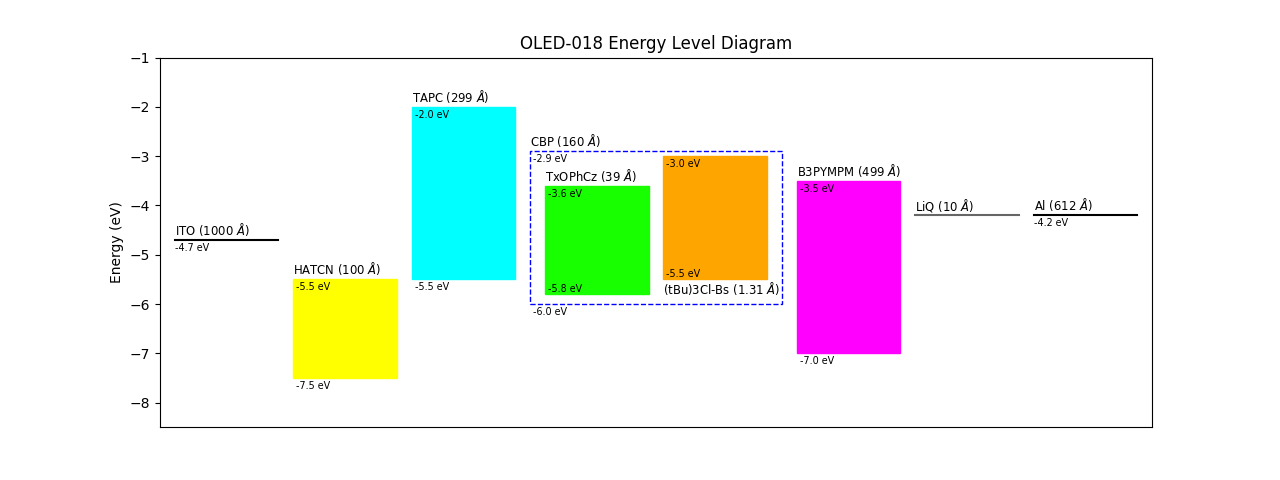 OLED-018 Energy Level Diagram
Energy (eV)
−1
−2
−3
−4
−5
−6
−7
−8
ITO (1000 Å)
-4.7 eV
HATCN (100 Å)
-5.5 eV
-7.5 eV
TAPC (299 Å)
-2.0 eV
-5.5 eV
CBP (160 Å)
-2.9 eV
TxOPhCz (39 Å)
-3.6 eV
-5.8 eV
-6.0 eV
-3.0 eV
-5.5 eV
(tBu)3Cl-Bs (1.31 Å)
B3PYMPM (499 Å)
-3.5 eV
-7.0 eV
LiQ (10 Å)
Al (612 Å)
-4.2 eV